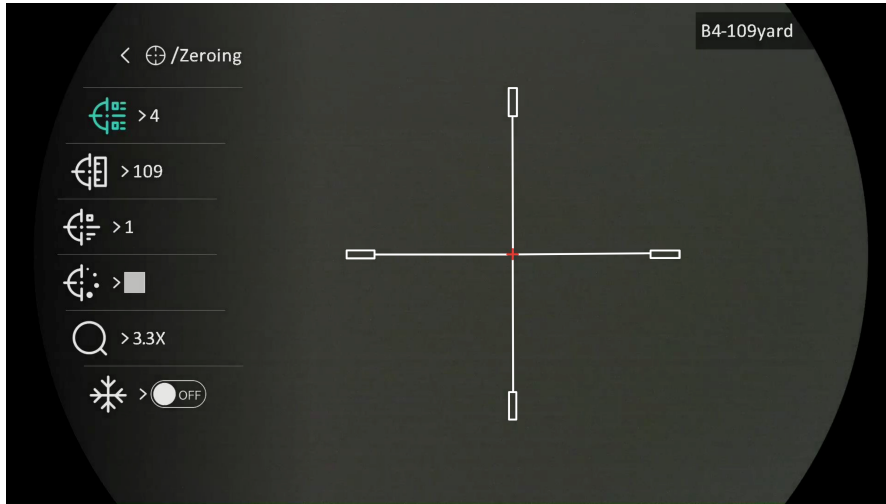 < /Zeroing
B4-109yard
>4
>109
>1
>
>3.3X
> OFF